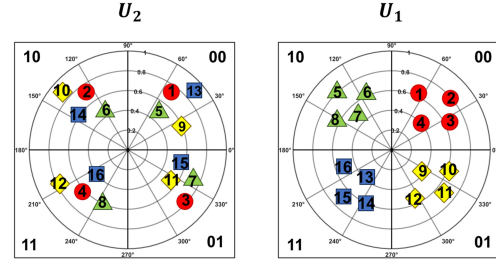 U2 U1
10 00 00
90° 90°
120° 60° 120° 60°
150° 30° 150° 30°
180° 0° 180° 0°
210° 330° 210° 330°
240° 300° 240° 300°
270° 270°
1 0.8 0.6 0.4 0.2
1 0.8 0.6 0.4 0.2
10 2 1 13 14 6 5 9
12 16 4 8 15 11 7 3
5 6 8 7 1 2 4 3
16 13 15 14 9 10 12 11
11 01 11 01